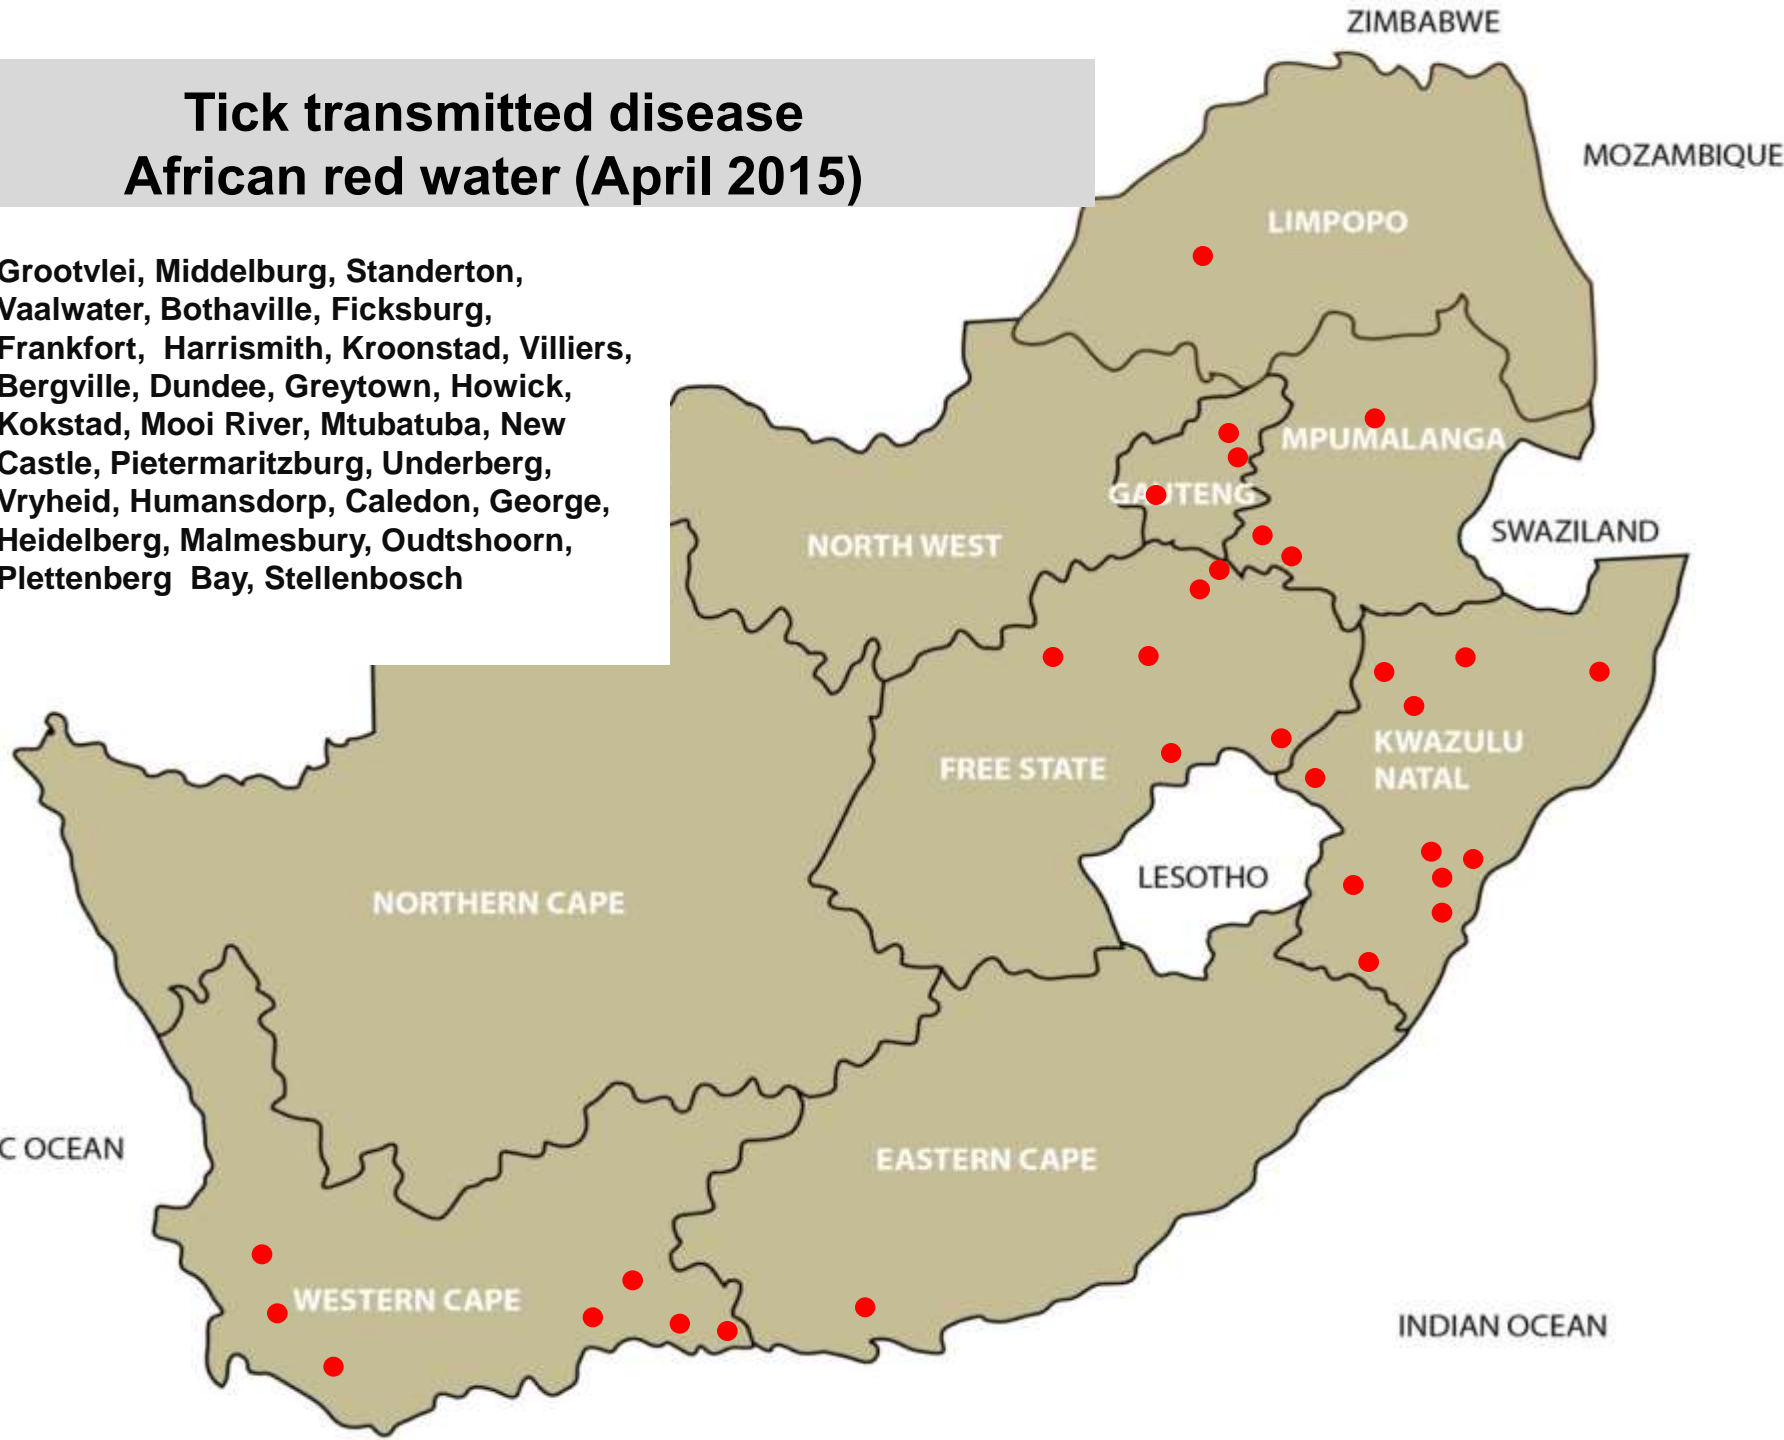 ZIMBABWE
Tick transmitted disease
African red water (April 2015)
MOZAMBIQUE
LIMPOPO
Grootvlei, Middelburg, Standerton,
Vaalwater, Bothaville, Ficksburg,
Frankfort, Harrismith, Kroonstad, Villiers,
Bergville, Dundee, Greytown, Howick,
Kokstad, Mooi River, Mtubatuba, New
Castle, Pietermaritzburg, Underberg,
Vryheid, Humansdorp, Caledon, George,
Heidelberg, Malmesbury, Oudtshoorn,
Plettenberg Bay, Stellenbosch
MPUMALANGA
GAUTENG
SWAZILAND
NORTH WEST
KWAZULU
NATAL
FREE STATE
LESOTHO
NORTHERN CAPE
C OCEAN
EASTERN CAPE
WESTERN CAPE
INDIAN OCEAN